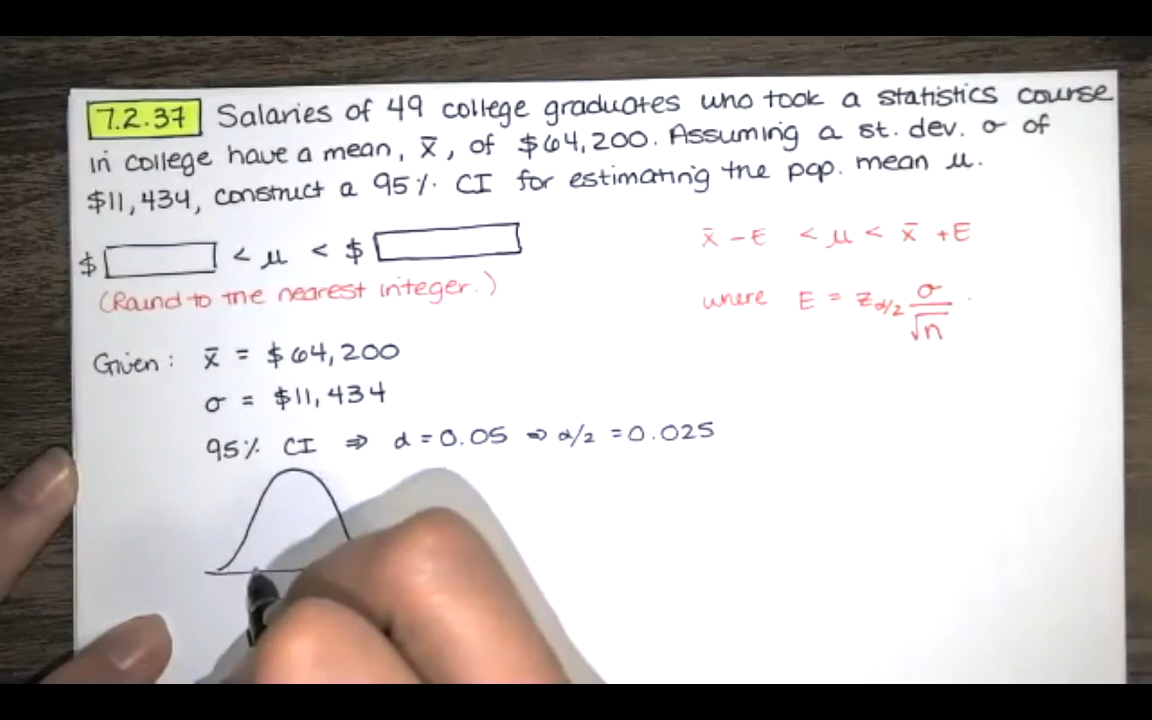 7.2.37 Salaries of 49 college graduates who took a statistics course
in college have a mean, x̄, of $64,200. Assuming a st. dev. σ of
$11,434, construct a 95% CI for estimating the pop. mean μ.
$ < μ < $
(Round to the nearest integer.)
x̄ - E < μ < x̄ + E
where E = z_α/2 σ/√n
Given: x̄ = $64,200
σ = $11,434
95% CI ⇒ α = 0.05 ⇒ α/2 = 0.025